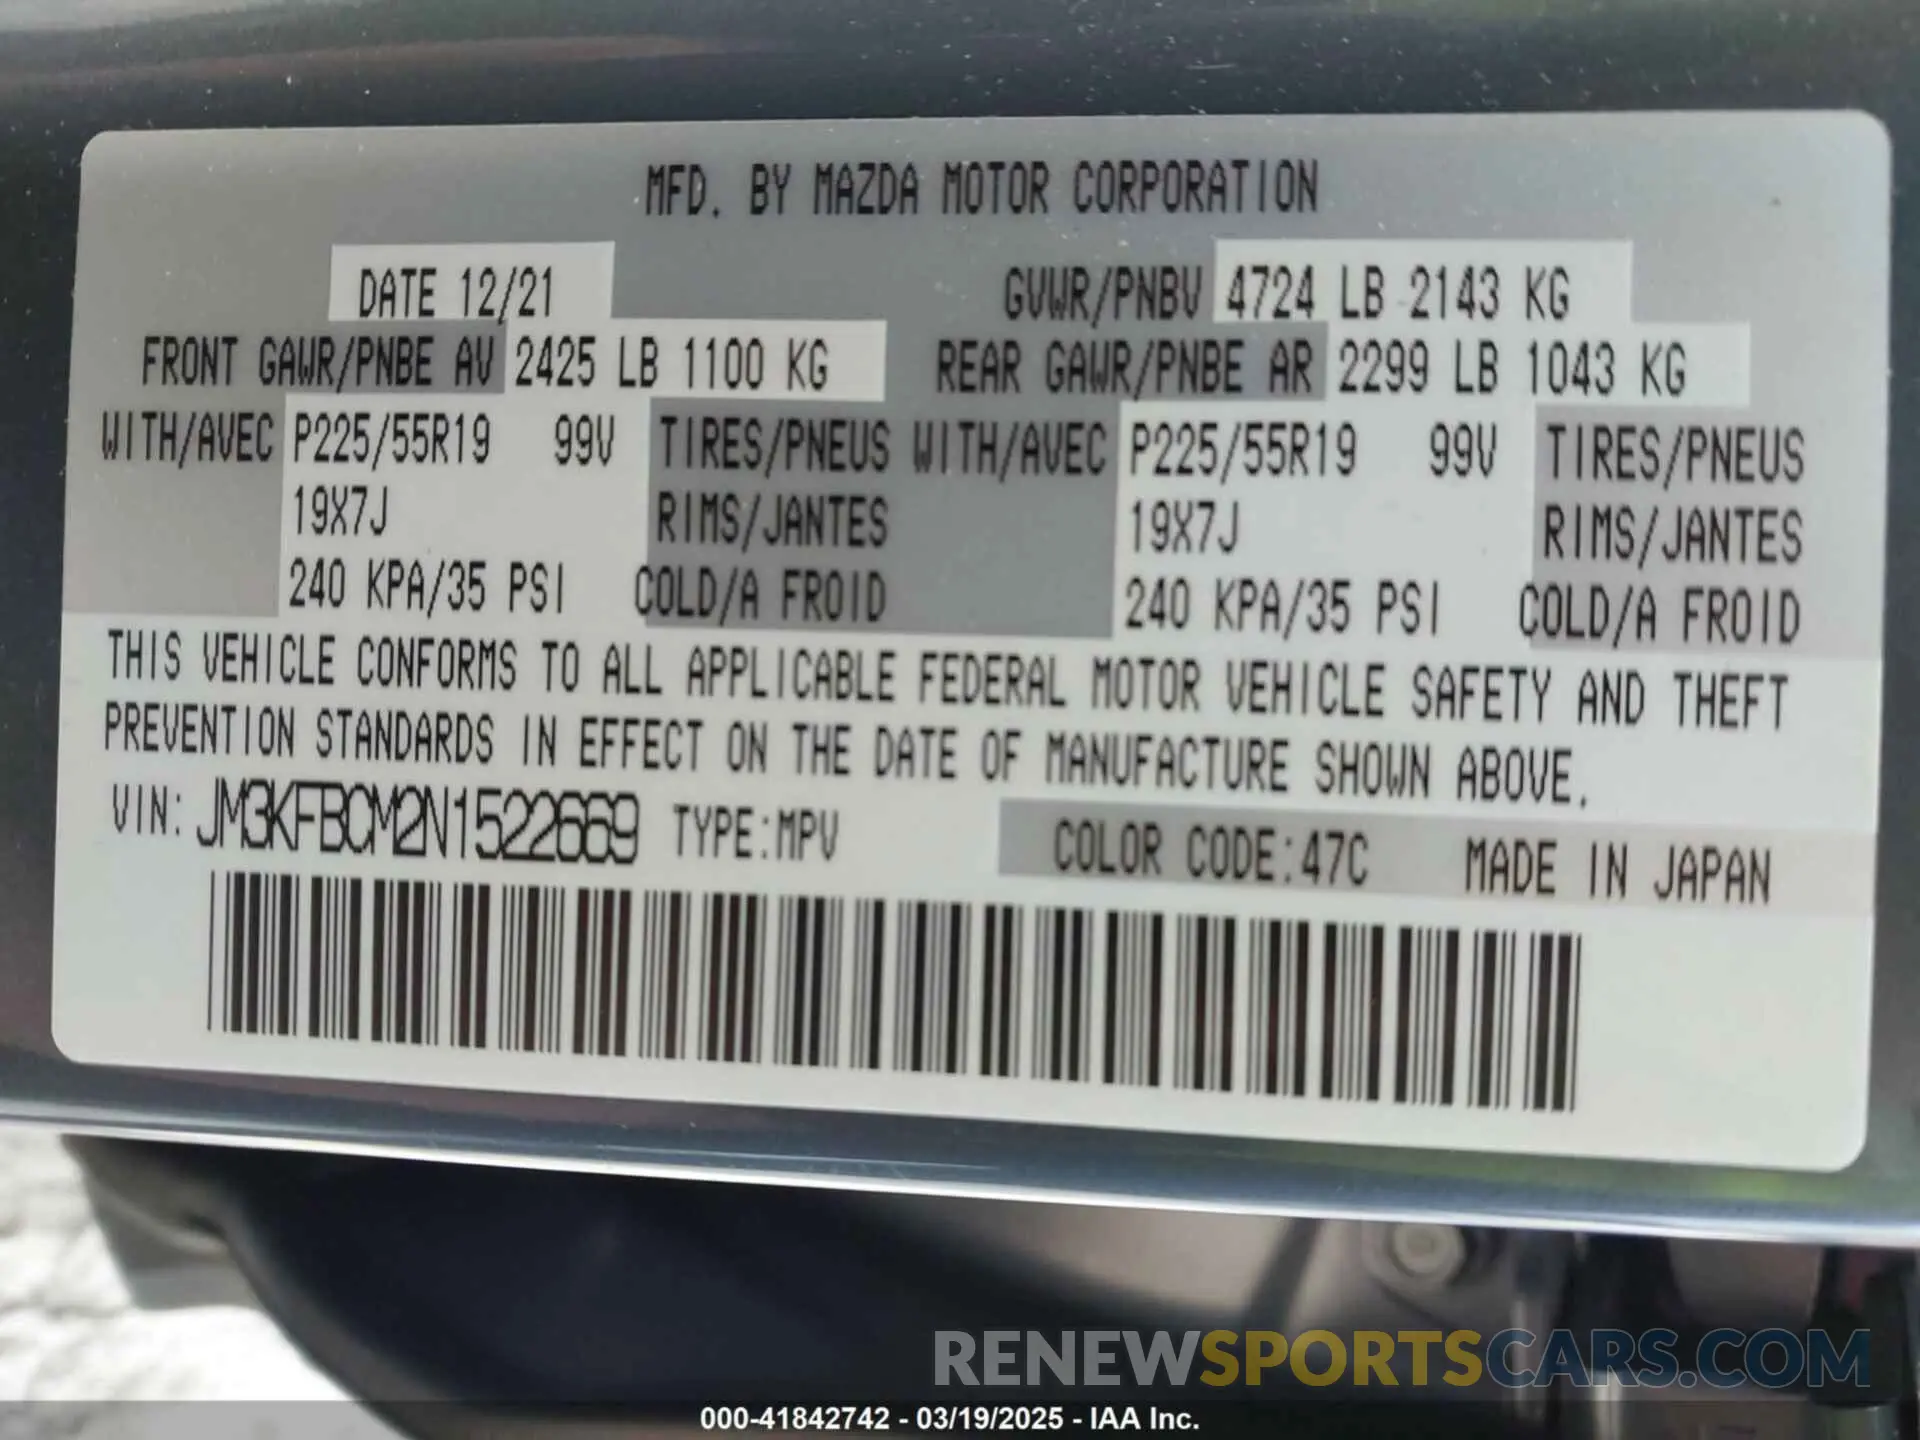 MFD. BY MAZDA MOTOR CORPORATION
DATE 12/21 GVWR/PNBV 4724 LB 2143 KG
FRONT GAWR/PNBE AV 2425 LB 1100 KG REAR GAWR/PNBE AR 2299 LB 1043 KG
WITH/AVEC P225/55R19 99V TIRES/PNEUS WITH/AVEC P225/55R19 99V TIRES/PNEUS
19X7J RIMS/JANTES 19X7J RIMS/JANTES
240 KPA/35 PSI COLD/A FROID 240 KPA/35 PSI COLD/A FROID
THIS VEHICLE CONFORMS TO ALL APPLICABLE FEDERAL MOTOR VEHICLE SAFETY AND THEFT
PREVENTION STANDARDS IN EFFECT ON THE DATE OF MANUFACTURE SHOWN ABOVE.
VIN: JM3KFBCM2N1522669 TYPE:MPV COLOR CODE:47C MADE IN JAPAN
RENEWSPORTSCARS.COM
000-41842742 - 03/19/2025 - IAA Inc.